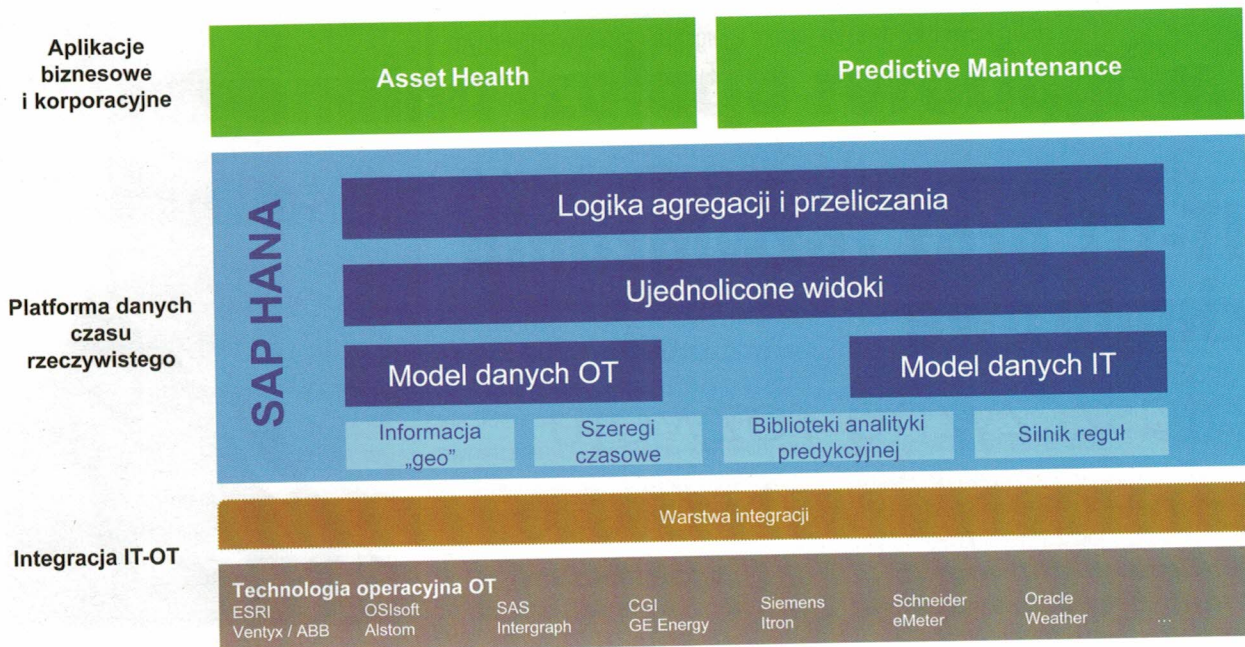 Aplikacje
biznesowe
i korporacyjne
Asset Health
Predictive Maintenance
Platforma danych
czasu
rzeczywistego
SAP HANA
Logika agregacji i przeliczania
Ujednolicone widoki
Model danych OT
Model danych IT
Informacja
„geo”
Szeregi
czasowe
Biblioteki analityki
predykcyjnej
Silnik reguł
Integracja IT-OT
Warstwa integracji
Technologia operacyjna OT
ESRI
Ventyx / ABB
OSIsoft
Alstom
SAS
Intergraph
CGI
GE Energy
Siemens
Itron
Schneider
eMeter
Oracle
Weather
...